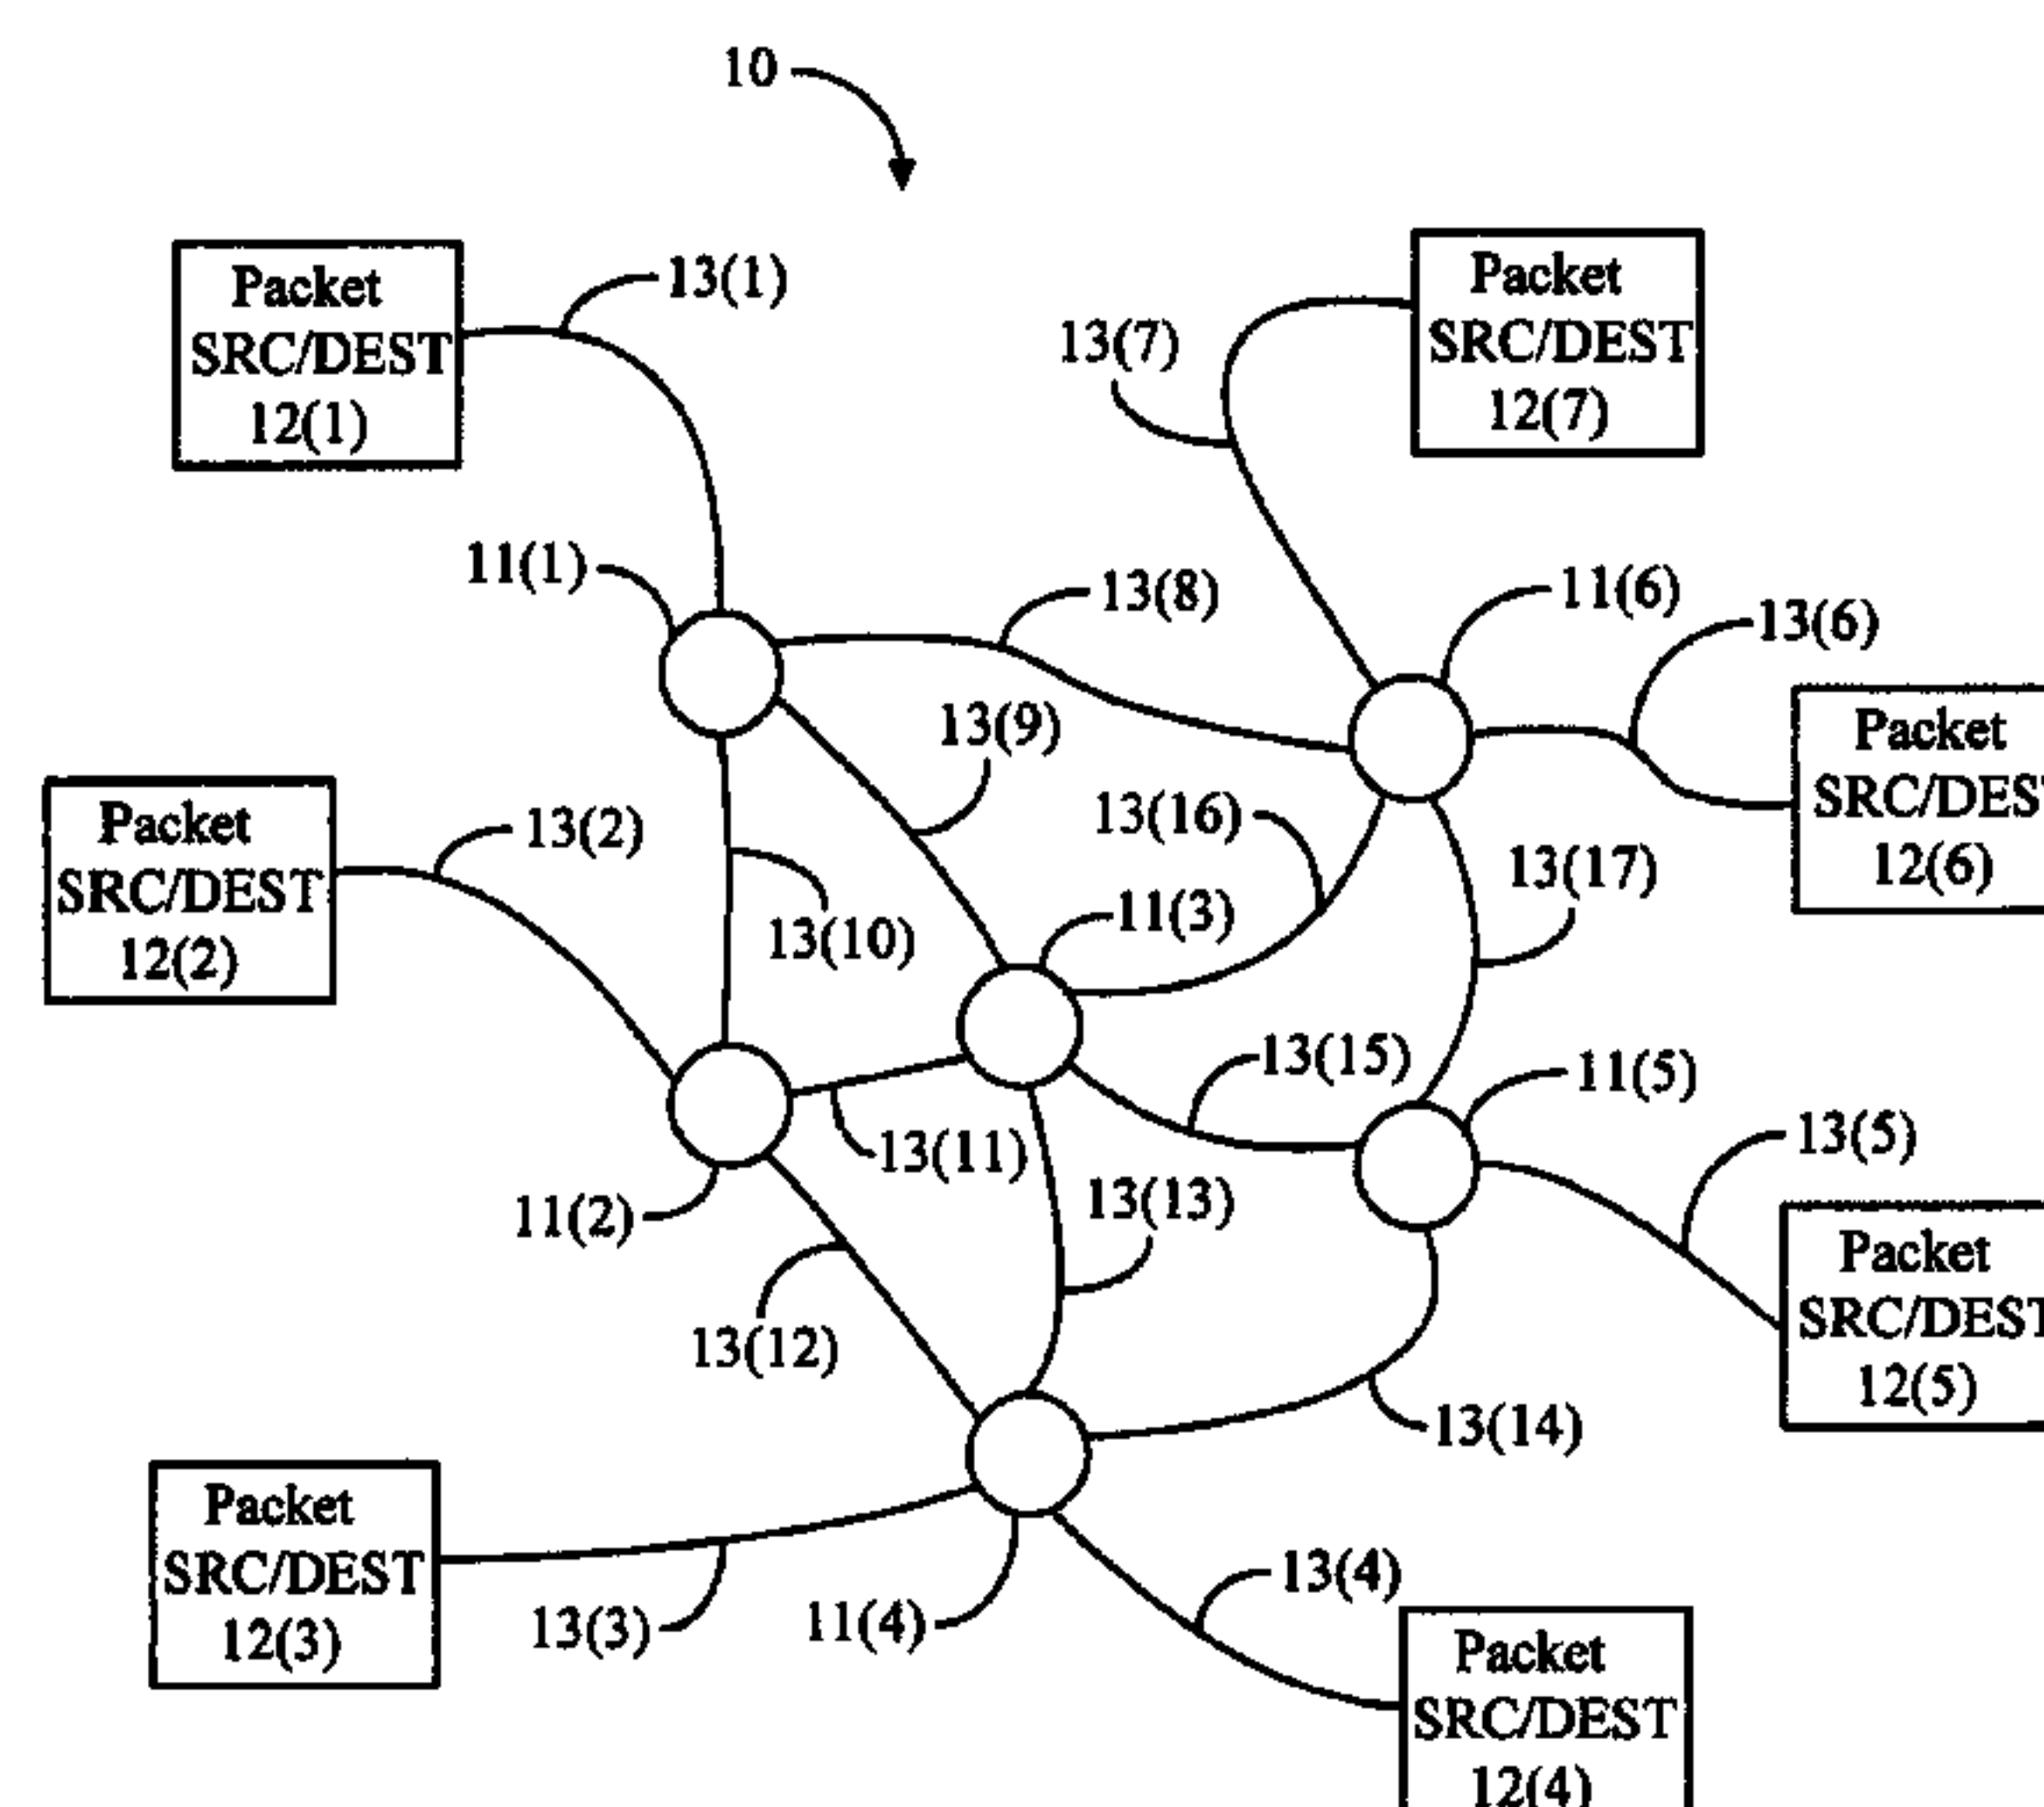 10
Packet
SRC/DEST
12(1)
13(1)
13(7)
Packet
SRC/DEST
12(7)
11(1)
13(8)
11(6)
13(6)
13(9)
Packet
SRC/DEST
12(2)
13(2)
13(16)
13(17)
Packet
SRC/DES
12(6)
13(10)
11(3)
13(15)
11(5)
13(5)
13(11)
11(2)
13(13)
Packet
SRC/DEST
12(5)
13(12)
13(14)
Packet
SRC/DEST
12(3)
13(3)
11(4)
13(4)
Packet
SRC/DEST
12(4)